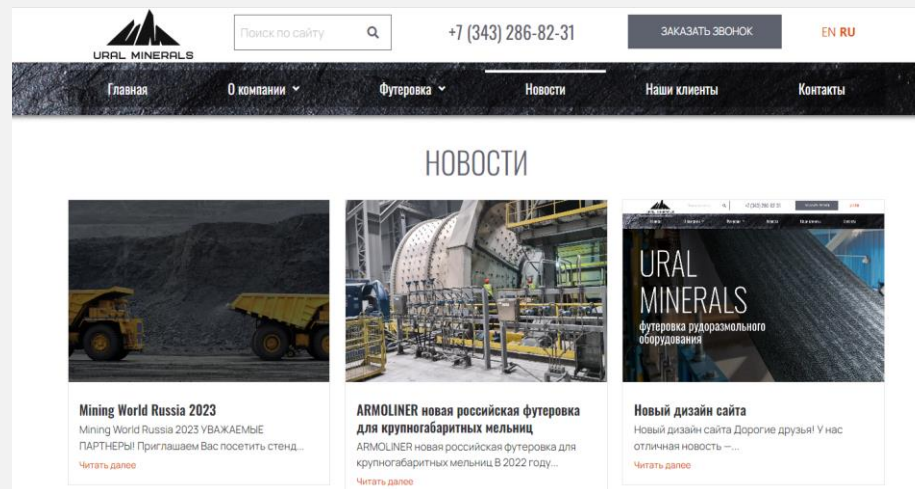 URAL MINERALS
Поиск по сайту
+7 (343) 286-82-31
ЗАКАЗАТЬ ЗВОНОК
EN RU
Главная
О компании
Футеровка
Новости
Наши клиенты
Контакты
НОВОСТИ
URAL
MINERALS
футеровка рудоразмольного
оборудования
Mining World Russia 2023
Mining World Russia 2023 УВАЖАЕМЫЕ
ПАРТНЕРЫ! Приглашаем Вас посетить стенд...
Читать далее
ARMOLINER новая российская футеровка
для крупногабаритных мельниц
ARMOLINER новая российская футеровка для
крупногабаритных мельниц В 2022 году...
Читать далее
Новый дизайн сайта
Новый дизайн сайта Дорогие друзья! У нас
отличная новость —...
Читать далее